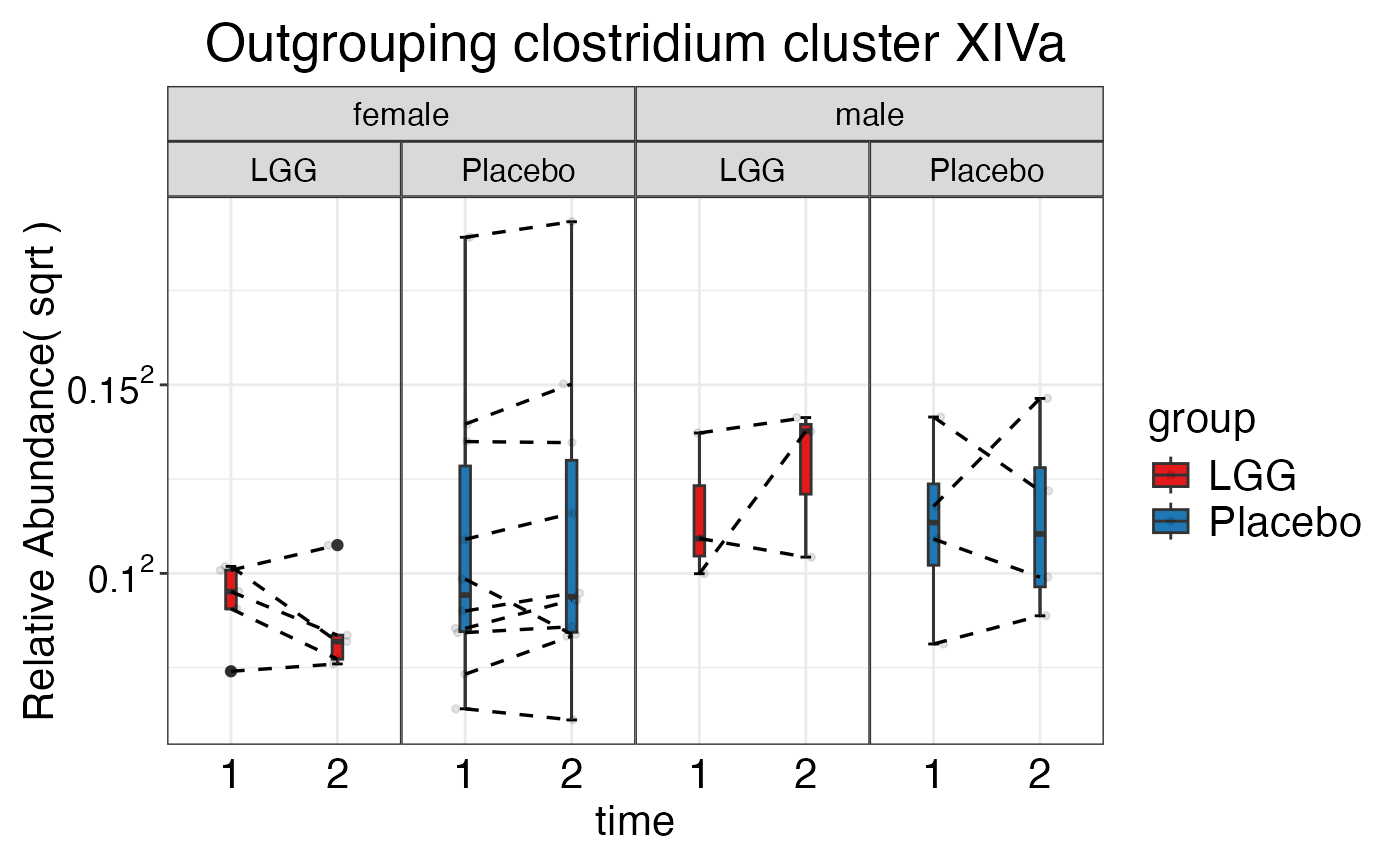 Outgrouping clostridium cluster XIVa
female male
LGG Placebo LGG Placebo
Relative Abundance( sqrt )
0.15²
0.1²
1 2 1 2 1 2 1 2
time
group
LGG
Placebo